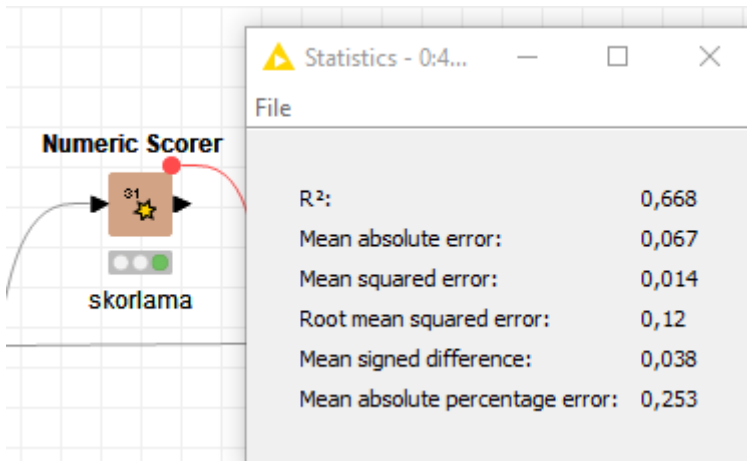 Statistics - 0:4...
File
Numeric Scorer
31
skorlama
R²: 0,668
Mean absolute error: 0,067
Mean squared error: 0,014
Root mean squared error: 0,12
Mean signed difference: 0,038
Mean absolute percentage error: 0,253